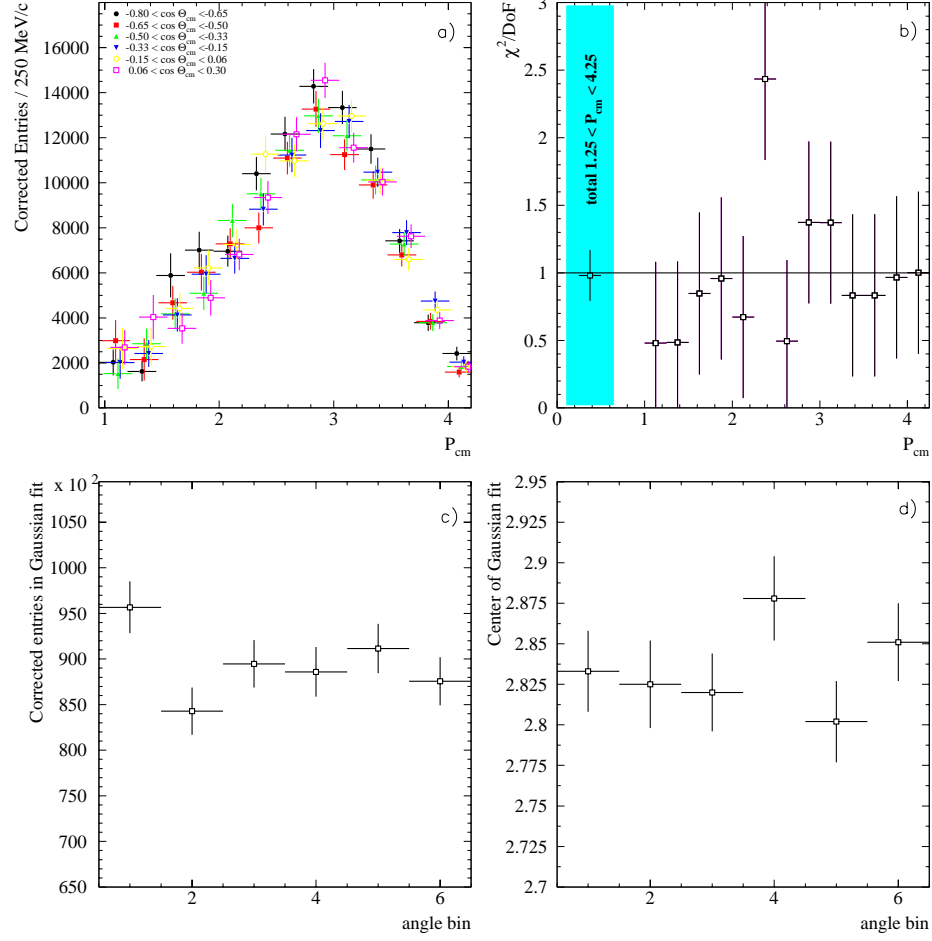 a)
-0.80 < cos Θcm <-0.65
-0.65 < cos Θcm <-0.50
-0.50 < cos Θcm <-0.33
-0.33 < cos Θcm <-0.15
-0.15 < cos Θcm < 0.06
0.06 < cos Θcm < 0.30
Corrected Entries / 250 MeV/c
16000
14000
12000
10000
8000
6000
4000
2000
0
1 2 3 4
Pcm
b)
χ²/DoF
total 1.25 < Pcm < 4.25
3
2.5
2
1.5
1
0.5
0
0 1 2 3 4
Pcm
c)
x 10 2
Corrected entries in Gaussian fit
1050
1000
950
900
850
800
750
700
650
2 4 6
angle bin
d)
Center of Gaussian fit
2.95
2.925
2.9
2.875
2.85
2.825
2.8
2.775
2.75
2.725
2.7
2 4 6
angle bin